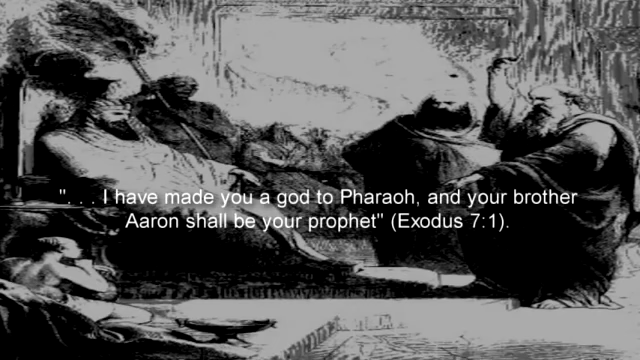 ". . . I have made you a god to Pharaoh, and your brother
Aaron shall be your prophet" (Exodus 7:1).